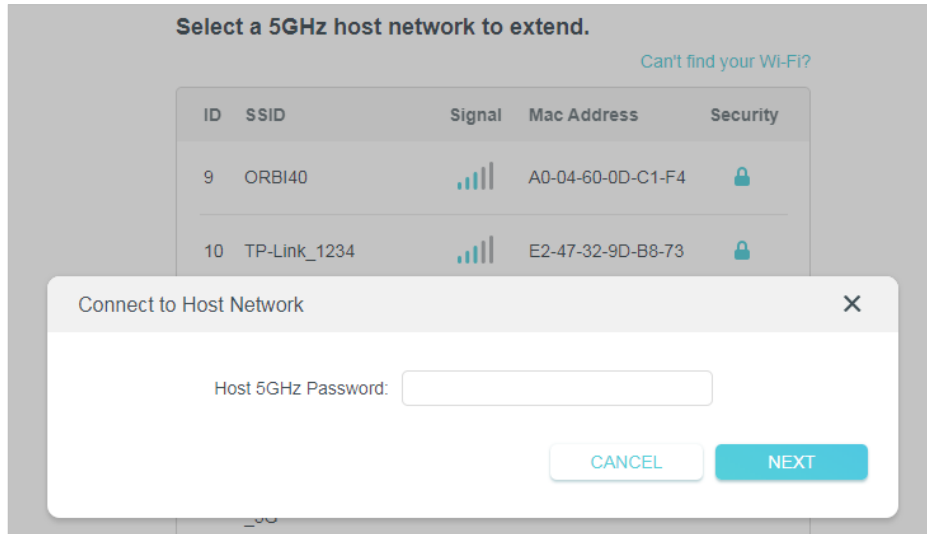 Select a 5GHz host network to extend.
Can't find your Wi-Fi?
ID SSID Signal Mac Address Security
9 ORBI40 A0-04-60-0D-C1-F4
10 TP-Link_1234 E2-47-32-9D-B8-73
Connect to Host Network
Host 5GHz Password:
CANCEL NEXT